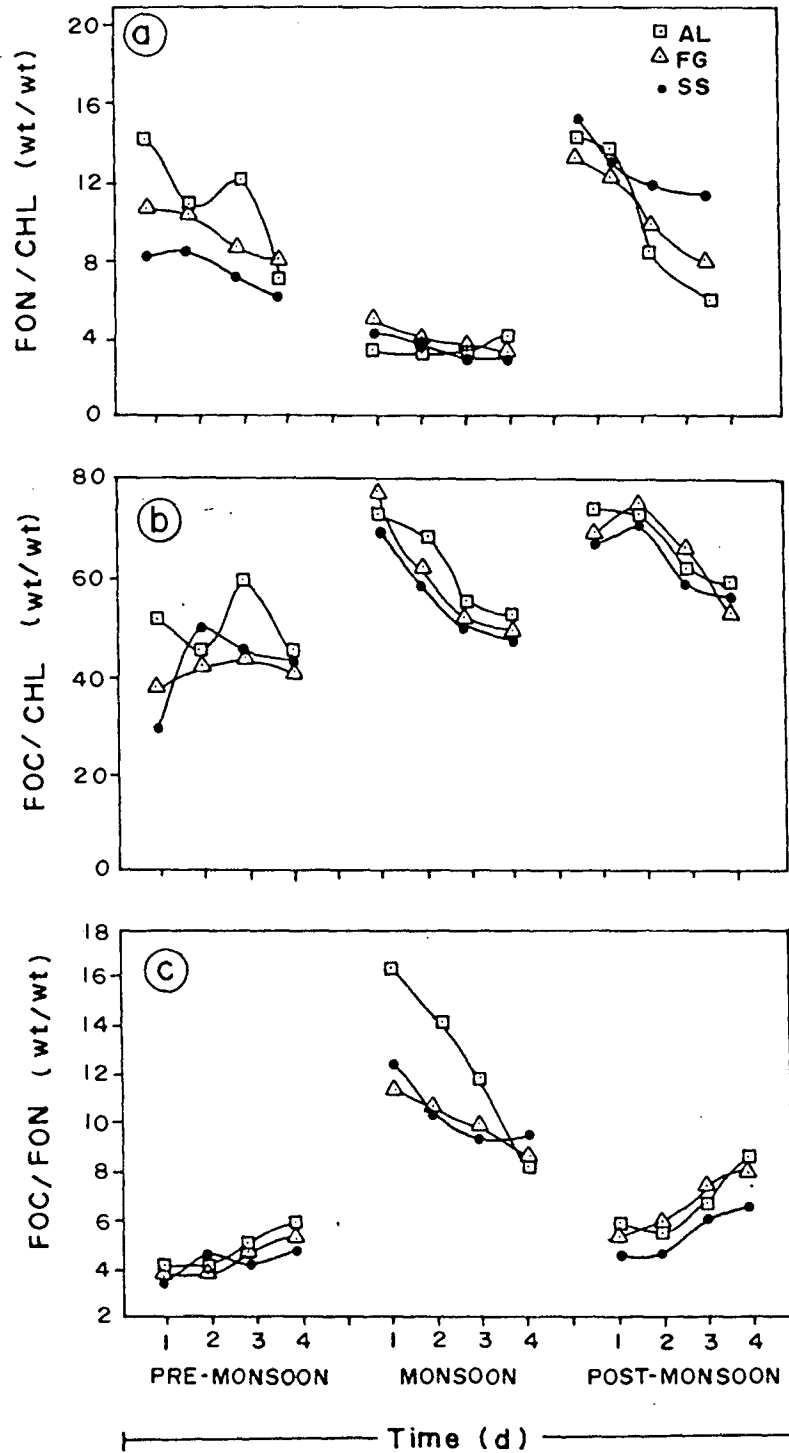 a
AL
FG
SS
FON/CHL (wt/wt)
20
16
12
8
4
0
b
FOC/CHL (wt/wt)
80
60
40
20
0
c
FOC/FON (wt/wt)
18
16
14
12
10
8
6
4
2
1 2 3 4 1 2 3 4 1 2 3 4
PRE-MONSOON MONSOON POST-MONSOON
Time (d)